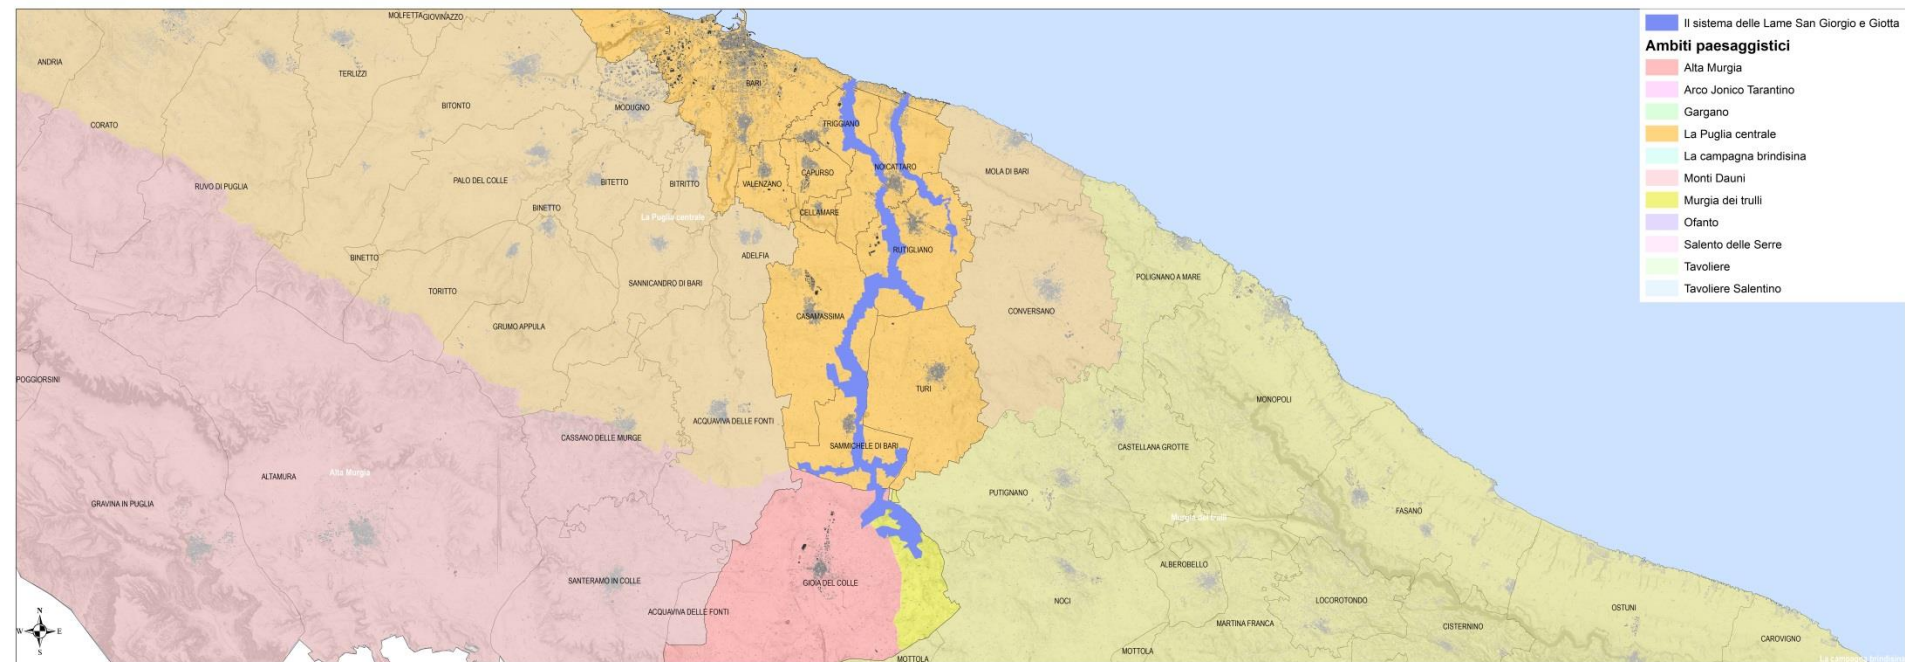 MOLFETTA
GIOVINAZZO
ANDRIA
TERLIZZI
BARI
CORATO
BITONTO
MODUGNO
TRIGGIANO
RUVO DI PUGLIA
PALO DEL COLLE
BITETTO
BITRITTO
VALENZANO
CAPURSO
NOICATTARO
MOLA DI BARI
BINETTO
La Puglia centrale
CELLAMARE
BINETTO
ADELFIA
RUTIGLIANO
TORITTO
SANNICANDRO DI BARI
POLIGNANO A MARE
GRUMO APPULA
CASAMASSIMA
CONVERSANO
POGGIORSINI
TURI
MONOPOLI
ACQUAVIVA DELLE FONTI
CASSANO DELLE MURGE
SAMMICHELE DI BARI
CASTELLANA GROTTE
Alta Murgia
ALTAMURA
GRAVINA IN PUGLIA
PUTIGNANO
FASANO
Murgia dei trulli
SANTERAMO IN COLLE
GIOIA DEL COLLE
ALBEROBELLO
NOCI
LOCOROTONDO
OSTUNI
ACQUAVIVA DELLE FONTI
MARTINA FRANCA
CISTERNINO
CAROVIGNO
MOTTOLA
MOTTOLA
La campagna brindisina
N
W
E
S
Il sistema delle Lame San Giorgio e Giotta
Ambiti paesaggistici
Alta Murgia
Arco Jonico Tarantino
Gargano
La Puglia centrale
La campagna brindisina
Monti Dauni
Murgia dei trulli
Ofanto
Salento delle Serre
Tavoliere
Tavoliere Salentino